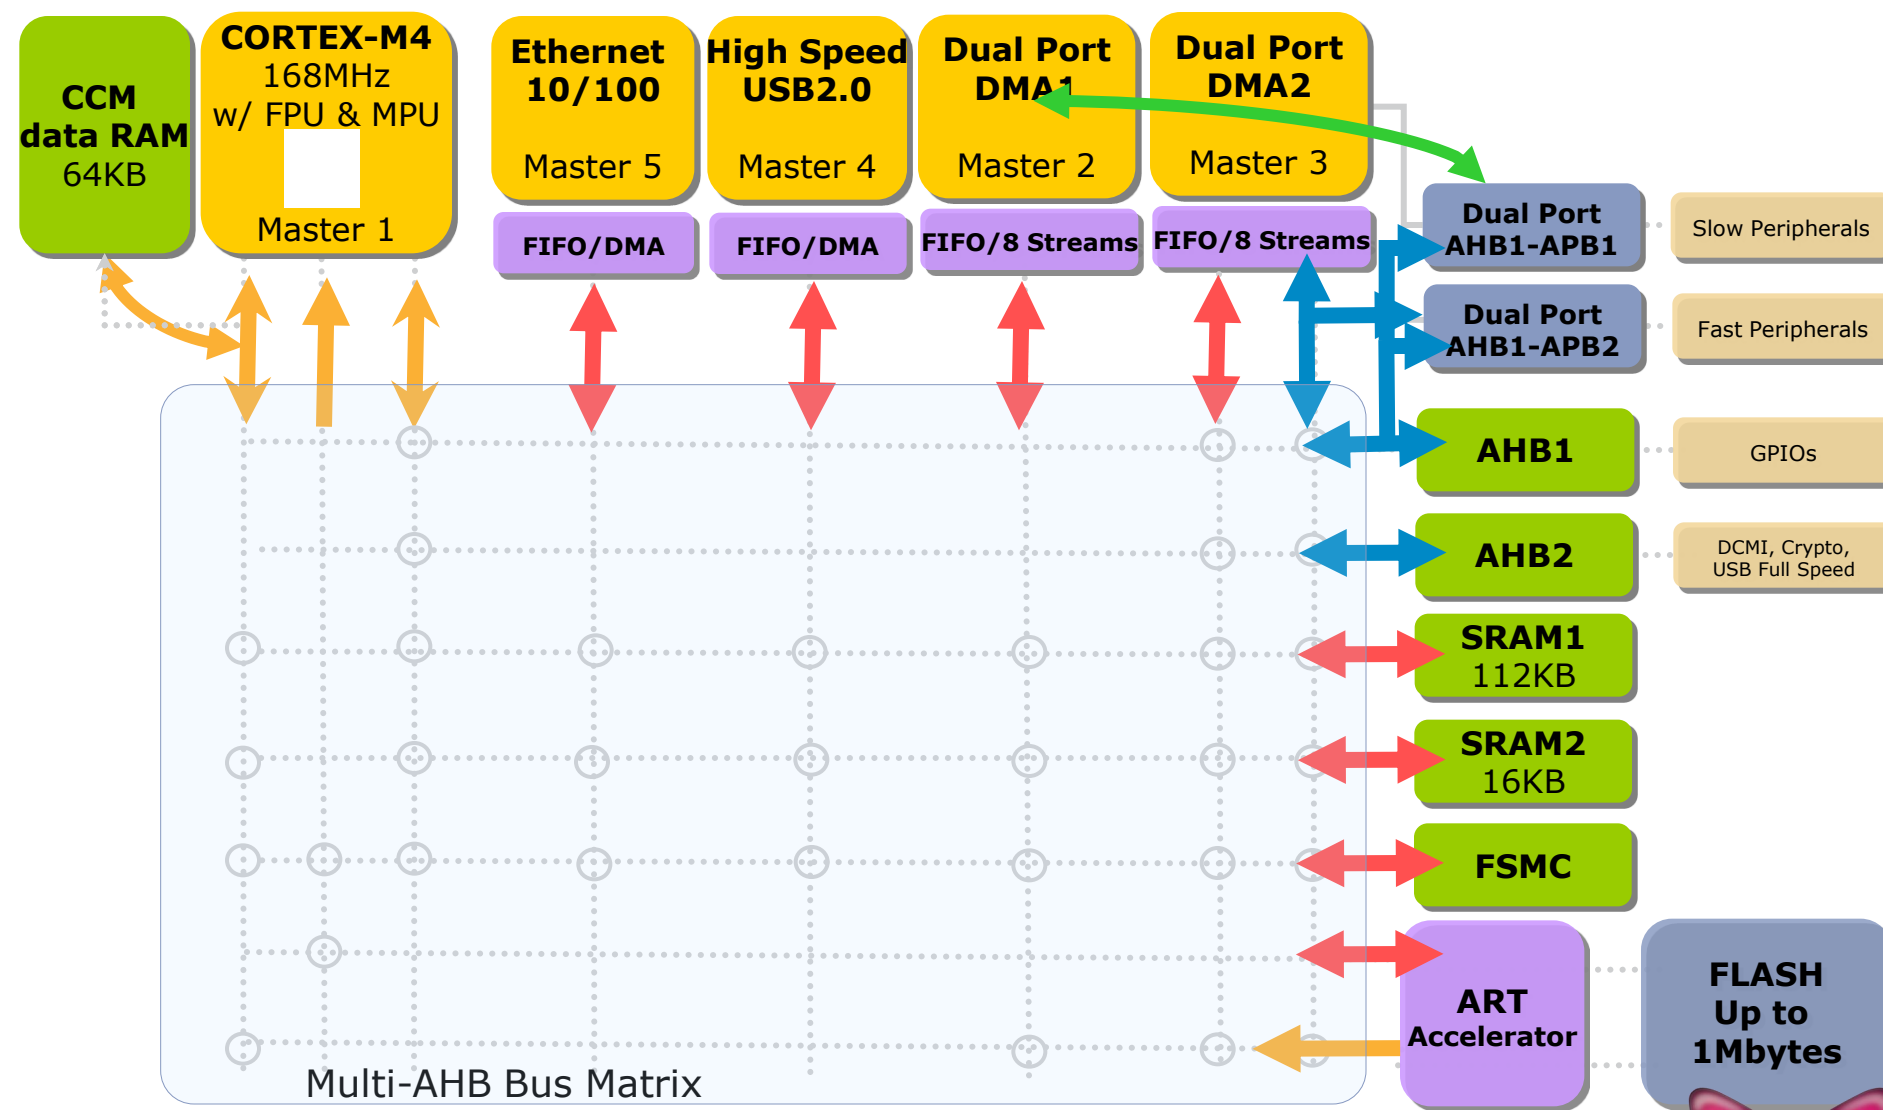 CCM
data RAM
64KB
CORTEX-M4
168MHz
w/ FPU & MPU
Master 1
Ethernet
10/100
Master 5
High Speed
USB2.0
Master 4
Dual Port
DMA1
Master 2
Dual Port
DMA2
Master 3
FIFO/DMA
FIFO/DMA
FIFO/8 Streams
FIFO/8 Streams
Dual Port
AHB1-APB1
Slow Peripherals
Dual Port
AHB1-APB2
Fast Peripherals
AHB1
GPIOs
AHB2
DCMI, Crypto,
USB Full Speed
SRAM1
112KB
SRAM2
16KB
FSMC
ART
Accelerator
FLASH
Up to
1Mbytes
Multi-AHB Bus Matrix